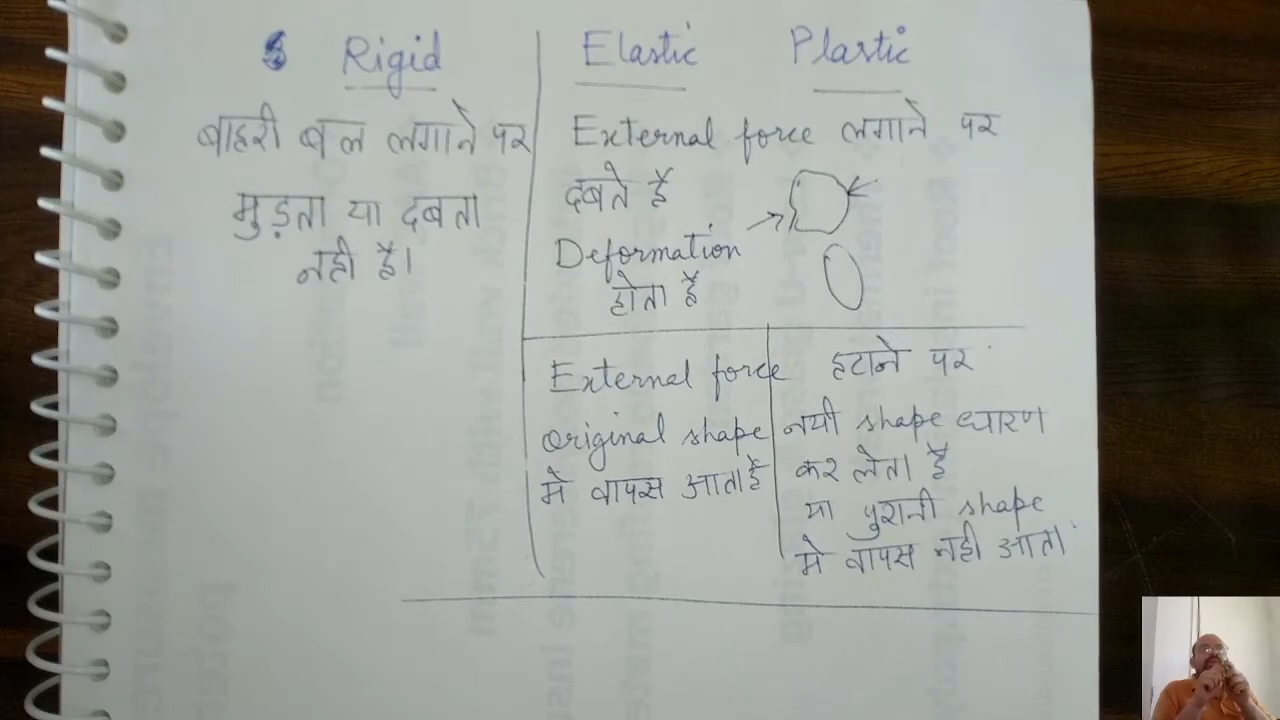 Rigid
बाहरी बल लगाने पर
मुड़ता या दबता
नही है।
Elastic Plastic
External force लगाने पर
दबते है
Deformation
होता है
External force हटाने पर
original shape
मे वापस आता है
नयी shape धारण
कर लेता है
या पुरानी shape
मे वापस नही आता